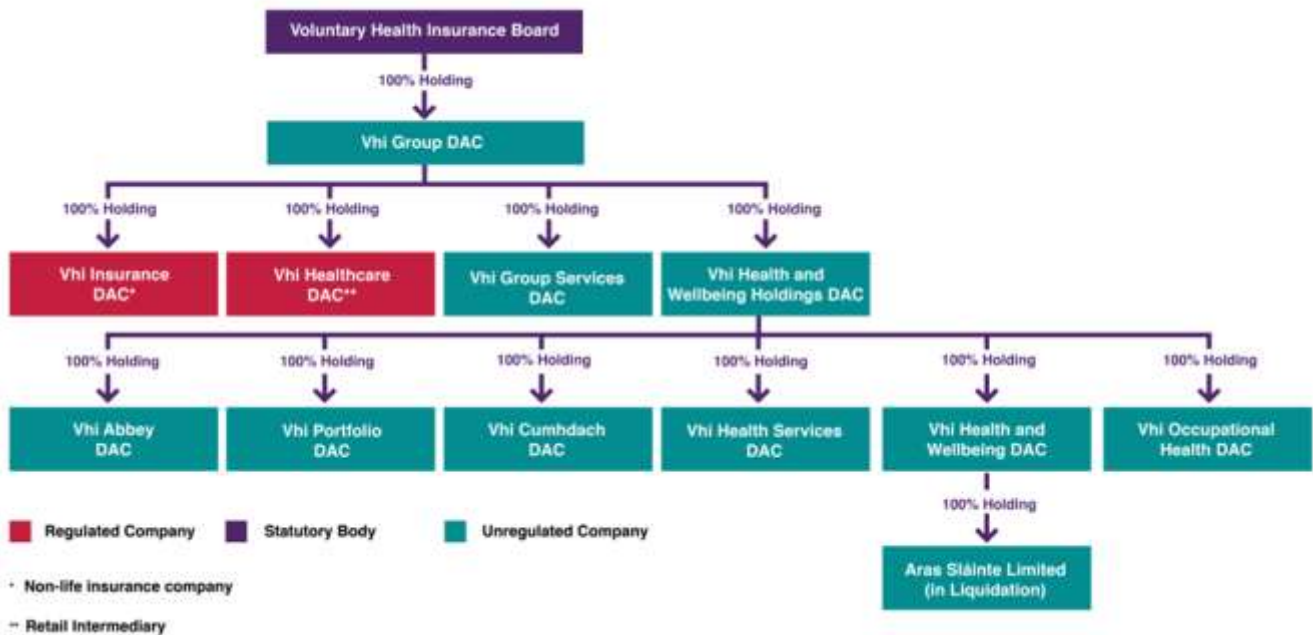 Voluntary Health Insurance Board
100% Holding
Vhi Group DAC
100% Holding
100% Holding
100% Holding
100% Holding
Vhi Insurance
DAC*
Vhi Healthcare
DAC**
Vhi Group Services
DAC
Vhi Health and
Wellbeing Holdings DAC
100% Holding
100% Holding
100% Holding
100% Holding
100% Holding
100% Holding
Vhi Abbey
DAC
Vhi Portfolio
DAC
Vhi Cumhdach
DAC
Vhi Health Services
DAC
Vhi Health and
Wellbeing DAC
Vhi Occupational
Health DAC
100% Holding
Regulated Company
Statutory Body
Unregulated Company
Aras Sláinte Limited
(in Liquidation)
* Non-life insurance company
** Retail Intermediary